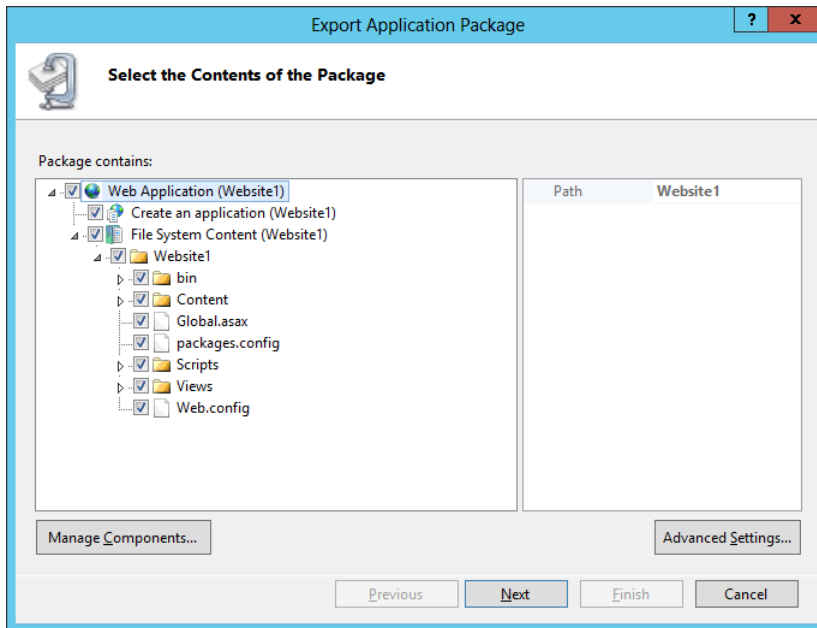 Export Application Package
?
x
Select the Contents of the Package
Package contains:
Web Application (Website1)
Create an application (Website1)
File System Content (Website1)
Website1
bin
Content
Global.asax
packages.config
Scripts
Views
Web.config
Path Website1
Manage Components...
Advanced Settings...
Previous
Next
Finish
Cancel